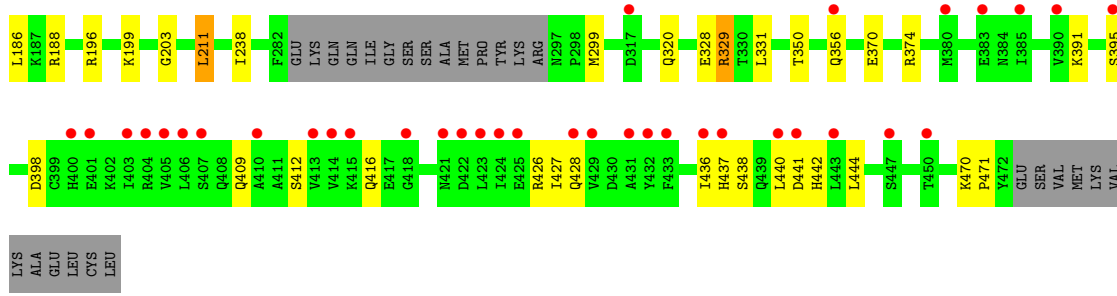 L186 K187 R188 R196 K199 G203 L211 I238 F282 GLU LYS GLN GLN ILE GLY SER SER ALA MET PRO TYR LYS ARG N297 P298 M299 D317 Q320 E328 R329 T330 L331 T350 Q356 E370 R374 M380 E383 N384 I385 V390 K391 S395
D398 C399 H400 E401 K402 I403 R404 V405 L406 S407 Q408 Q409 A410 A411 S412 V413 V414 K415 Q416 E417 G418 N421 D422 L423 I424 E425 R426 I427 Q428 V429 D430 A431 Y432 F433 I436 H437 S438 Q439 L440 D441 H442 L443 L444 S447 T450 K470 P471 Y472 GLU SER VAL MET LYS VAL
LYS ALA GLU LEU CYS LEU